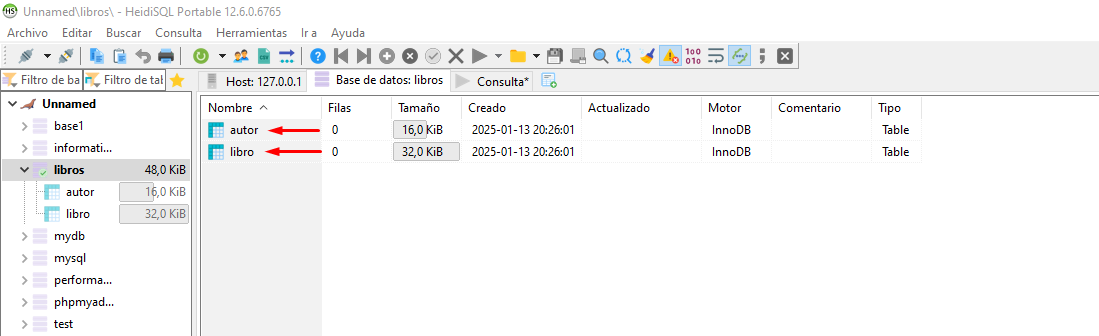 HS Unnamed\libros\ - HeidiSQL Portable 12.6.0.6765
Archivo Editar Buscar Consulta Herramientas Ir a Ayuda
Filtro de ba Filtro de tal Host: 127.0.0.1 Base de datos: libros Consulta*
Unnamed
base1
informati...
libros 48,0 KiB
autor 16,0 KiB
libro 32,0 KiB
mydb
mysql
performa...
phpmyad...
test
Nombre Filas Tamaño Creado Actualizado Motor Comentario Tipo
autor 0 16,0 KiB 2025-01-13 20:26:01 InnoDB Table
libro 0 32,0 KiB 2025-01-13 20:26:01 InnoDB Table